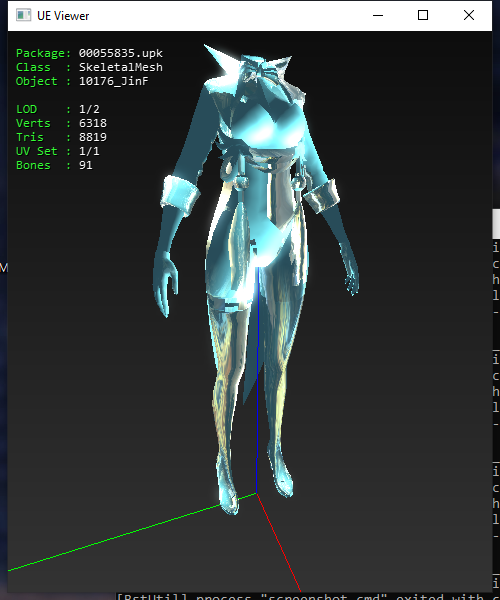 UE Viewer
Package: 00055835.upk
Class : SkeletalMesh
Object : 10176_JinF
LOD : 1/2
Verts : 6318
Tris : 8819
UV Set : 1/1
Bones : 91
M
i
c
h
l
-
i
c
h
l
-
i
c
h
l
-
i
[BstUtil] process "screenshot.cmd" exited with c